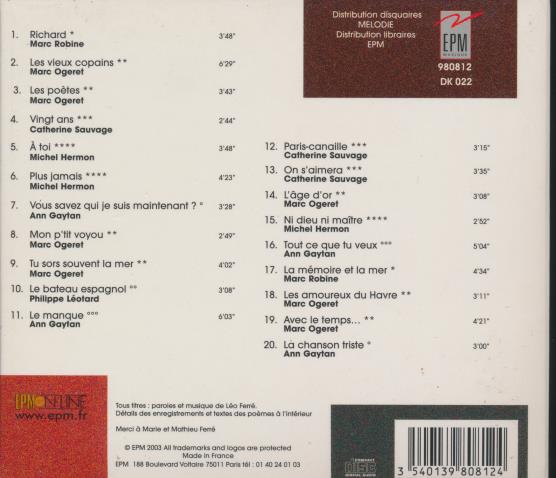 Distribution disquaires
MELODIE
Distribution libraires
EPM
EPM
MUSIQUE
980812
DK 022
1. Richard * 3'48"
Marc Robine
2. Les vieux copains ** 6'29"
Marc Ogeret
3. Les poètes ** 3'43"
Marc Ogeret
4. Vingt ans *** 2'44"
Catherine Sauvage
5. À toi **** 3'48"
Michel Hermon
6. Plus jamais **** 4'23"
Michel Hermon
7. Vous savez qui je suis maintenant ? ° 3'28"
Ann Gaytan
8. Mon p'tit voyou ** 2'49"
Marc Ogeret
9. Tu sors souvent la mer ** 4'02"
Marc Ogeret
10. Le bateau espagnol °° 3'08"
Philippe Léotard
11. Le manque °°° 6'03"
Ann Gaytan
12. Paris-canaille *** 3'15"
Catherine Sauvage
13. On s'aimera *** 3'35"
Catherine Sauvage
14. L'âge d'or ** 3'08"
Marc Ogeret
15. Ni dieu ni maître **** 2'52"
Michel Hermon
16. Tout ce que tu veux °°° 5'04"
Ann Gaytan
17. La mémoire et la mer * 4'34"
Marc Robine
18. Les amoureux du Havre ** 3'11"
Marc Ogeret
19. Avec le temps... ** 4'21"
Marc Ogeret
20. La chanson triste ° 3'00"
Ann Gaytan
EPM ONLINE
www.epm.fr
Tous titres : paroles et musique de Léo Ferré.
Détails des enregistrements et textes des poèmes à l'intérieur
Merci à Marie et Mathieu Ferré
© EPM 2003 All trademarks and logos are protected
Made in France
EPM 188 Boulevard Voltaire 75011 Paris tél : 01 40 24 01 03
COMPACT
disc
DIGITAL AUDIO
3 540139 808124